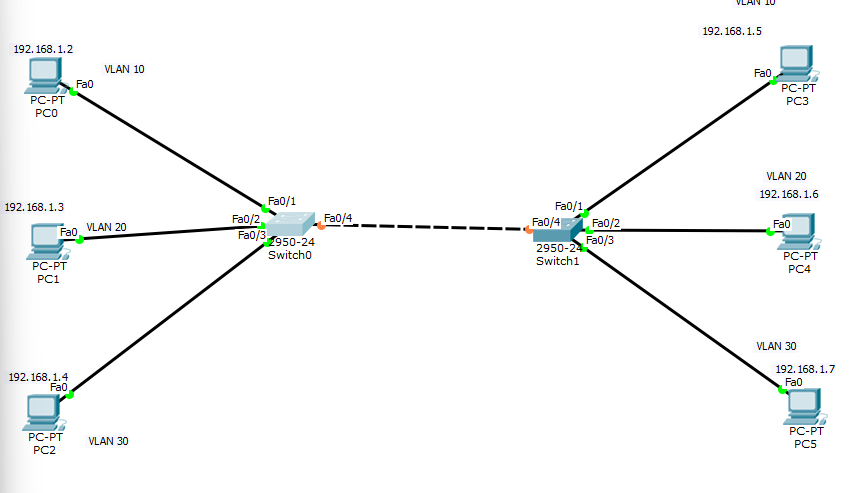 VLAN 10
192.168.1.2
VLAN 10
Fa0
PC-PT
PC0
192.168.1.5
Fa0
PC-PT
PC3
192.168.1.3
Fa0
VLAN 20
PC-PT
PC1
Fa0/1
Fa0/2
Fa0/3
Fa0/4
2950-24
Switch0
Fa0/1
Fa0/4
Fa0/2
Fa0/3
2950-24
Switch1
VLAN 20
192.168.1.6
Fa0
PC-PT
PC4
192.168.1.4
Fa0
PC-PT
PC2
VLAN 30
VLAN 30
192.168.1.7
Fa0
PC-PT
PC5